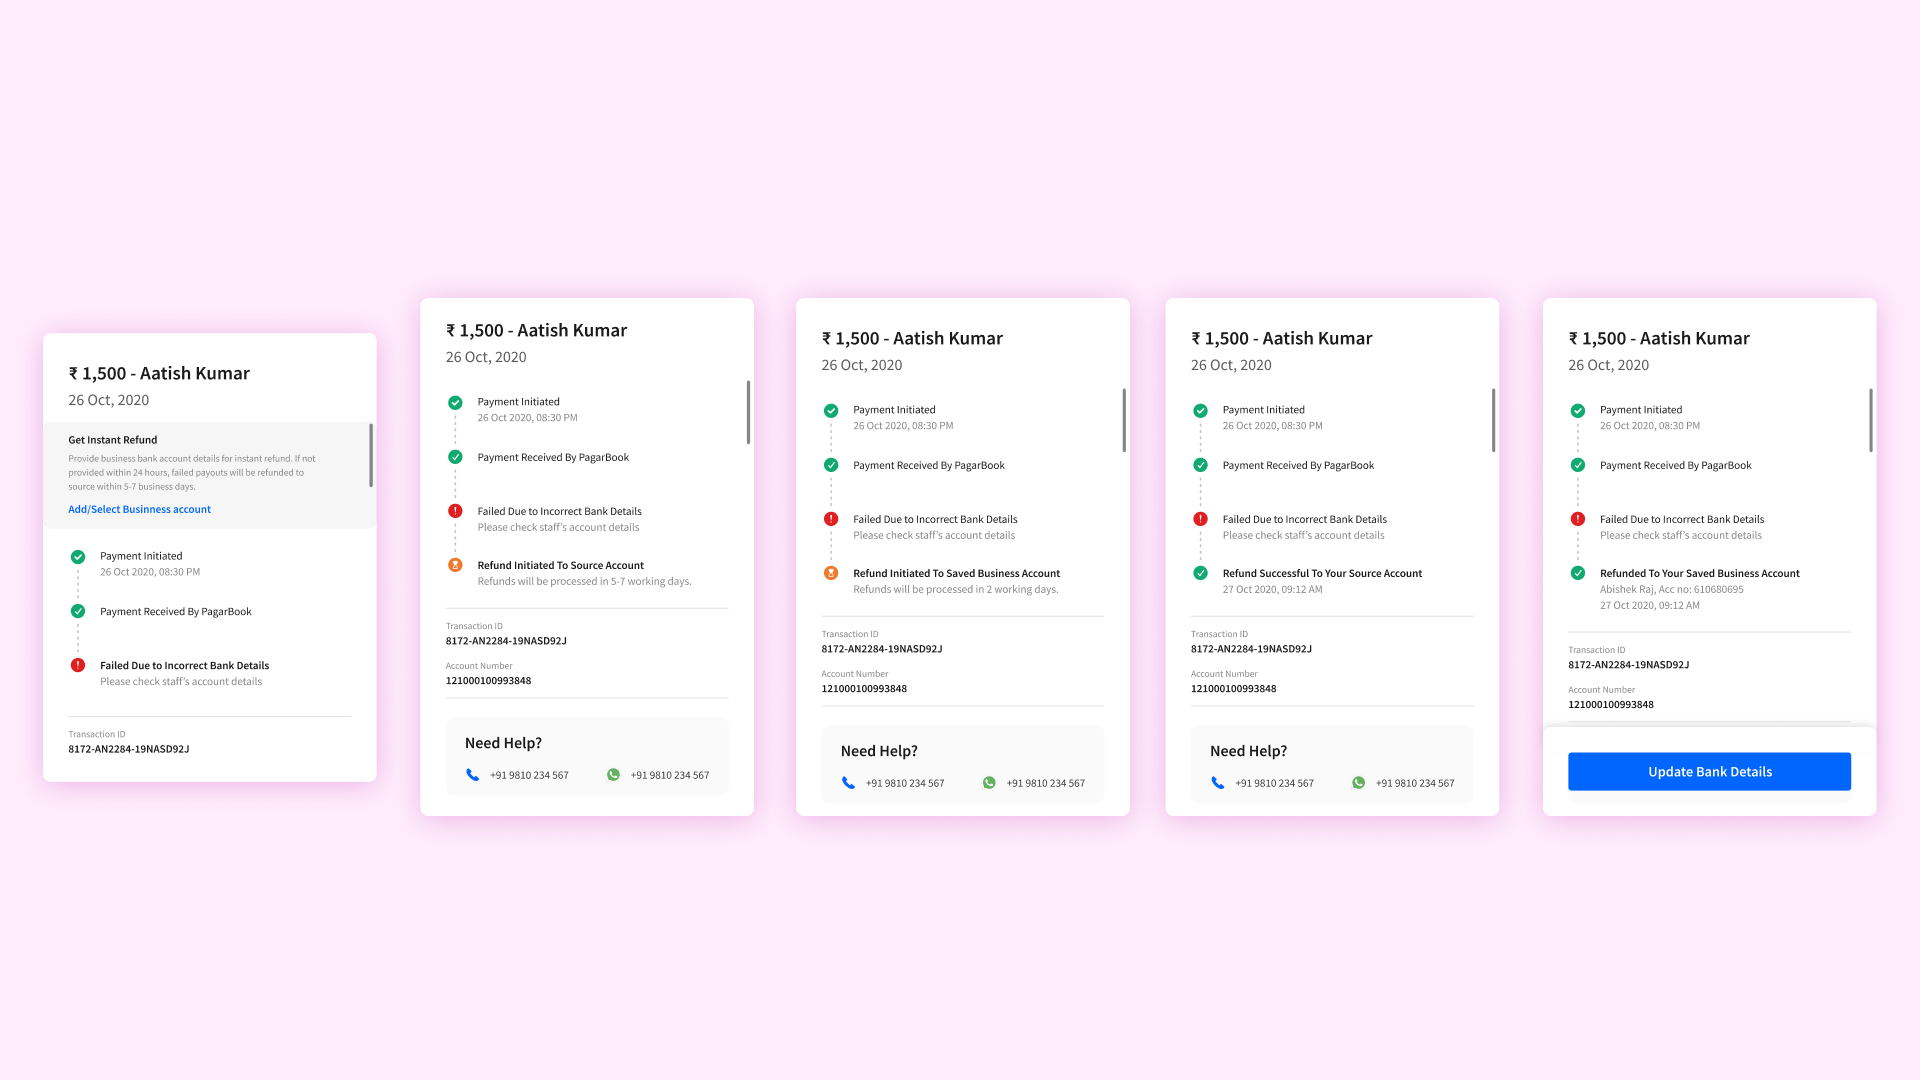 ₹ 1,500 - Aatish Kumar
26 Oct, 2020
Get Instant Refund
Provide business bank account details for instant refund. If not
provided within 24 hours, failed payouts will be refunded to
source within 5-7 business days.
Add/Select Businness account
Payment Initiated
26 Oct 2020, 08:30 PM
Payment Received By PagarBook
Failed Due to Incorrect Bank Details
Please check staff's account details
Transaction ID
8172-AN2284-19NASD92J
₹ 1,500 - Aatish Kumar
26 Oct, 2020
Payment Initiated
26 Oct 2020, 08:30 PM
Payment Received By PagarBook
Failed Due to Incorrect Bank Details
Please check staff's account details
Refund Initiated To Source Account
Refunds will be processed in 5-7 working days.
Transaction ID
8172-AN2284-19NASD92J
Account Number
121000100993848
Need Help?
+91 9810 234 567 +91 9810 234 567
₹ 1,500 - Aatish Kumar
26 Oct, 2020
Payment Initiated
26 Oct 2020, 08:30 PM
Payment Received By PagarBook
Failed Due to Incorrect Bank Details
Please check staff's account details
Refund Initiated To Saved Business Account
Refunds will be processed in 2 working days.
Transaction ID
8172-AN2284-19NASD92J
Account Number
121000100993848
Need Help?
+91 9810 234 567 +91 9810 234 567
₹ 1,500 - Aatish Kumar
26 Oct, 2020
Payment Initiated
26 Oct 2020, 08:30 PM
Payment Received By PagarBook
Failed Due to Incorrect Bank Details
Please check staff's account details
Refund Successful To Your Source Account
27 Oct 2020, 09:12 AM
Transaction ID
8172-AN2284-19NASD92J
Account Number
121000100993848
Need Help?
+91 9810 234 567 +91 9810 234 567
₹ 1,500 - Aatish Kumar
26 Oct, 2020
Payment Initiated
26 Oct 2020, 08:30 PM
Payment Received By PagarBook
Failed Due to Incorrect Bank Details
Please check staff's account details
Refunded To Your Saved Business Account
Abishek Raj, Acc no: 610680695
27 Oct 2020, 09:12 AM
Transaction ID
8172-AN2284-19NASD92J
Account Number
121000100993848
Update Bank Details